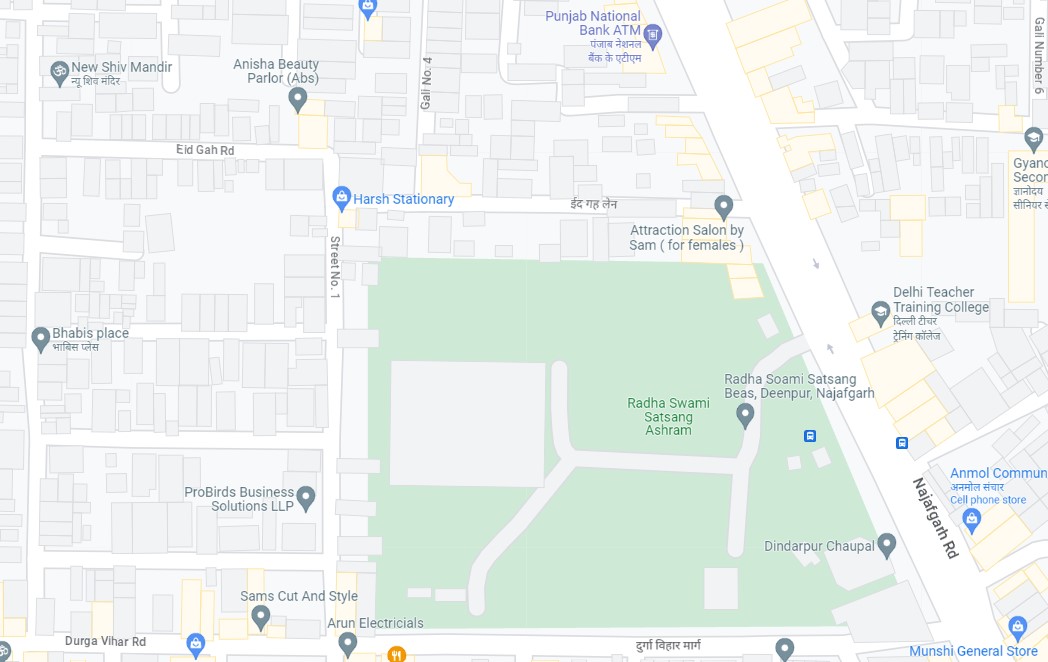 Punjab National
Bank ATM
पंजाब नेशनल
बैंक के एटीएम
Gali Number 6
New Shiv Mandir
न्यू शिव मंदिर
Anisha Beauty
Parlor (Abs)
Gali No. 4
Eid Gah Rd
Gyano
Secon
ज्ञानोदय
सीनियर से
Harsh Stationary
ईद गह लेन
Attraction Salon by
Sam ( for females )
Street No. 1
Delhi Teacher
Training College
दिल्ली टीचर
ट्रेनिंग कॉलेज
Bhabis place
भाबिस प्लेस
Radha Soami Satsang
Beas, Deenpur, Najafgarh
Radha Swami
Satsang
Ashram
Anmol Commun
अनमोल संचार
Cell phone store
ProBirds Business
Solutions LLP
Najafgarh Rd
Dindarpur Chaupal
Sams Cut And Style
Arun Electricials
Durga Vihar Rd
दुर्गा विहार मार्ग
Munshi General Store